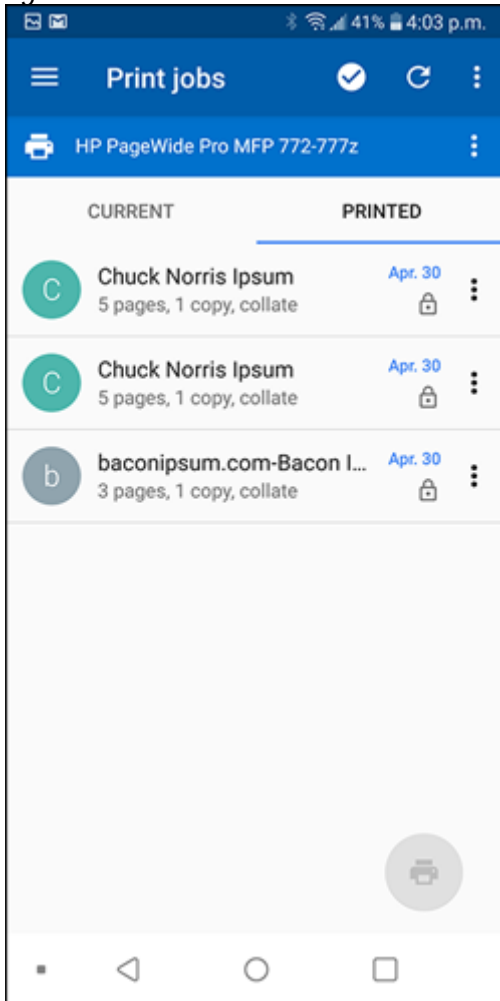 41% 4:03 p.m.
Print jobs
HP PageWide Pro MFP 772-777z
CURRENT PRINTED
C Chuck Norris Ipsum Apr. 30
5 pages, 1 copy, collate
C Chuck Norris Ipsum Apr. 30
5 pages, 1 copy, collate
b baconipsum.com-Bacon I... Apr. 30
3 pages, 1 copy, collate